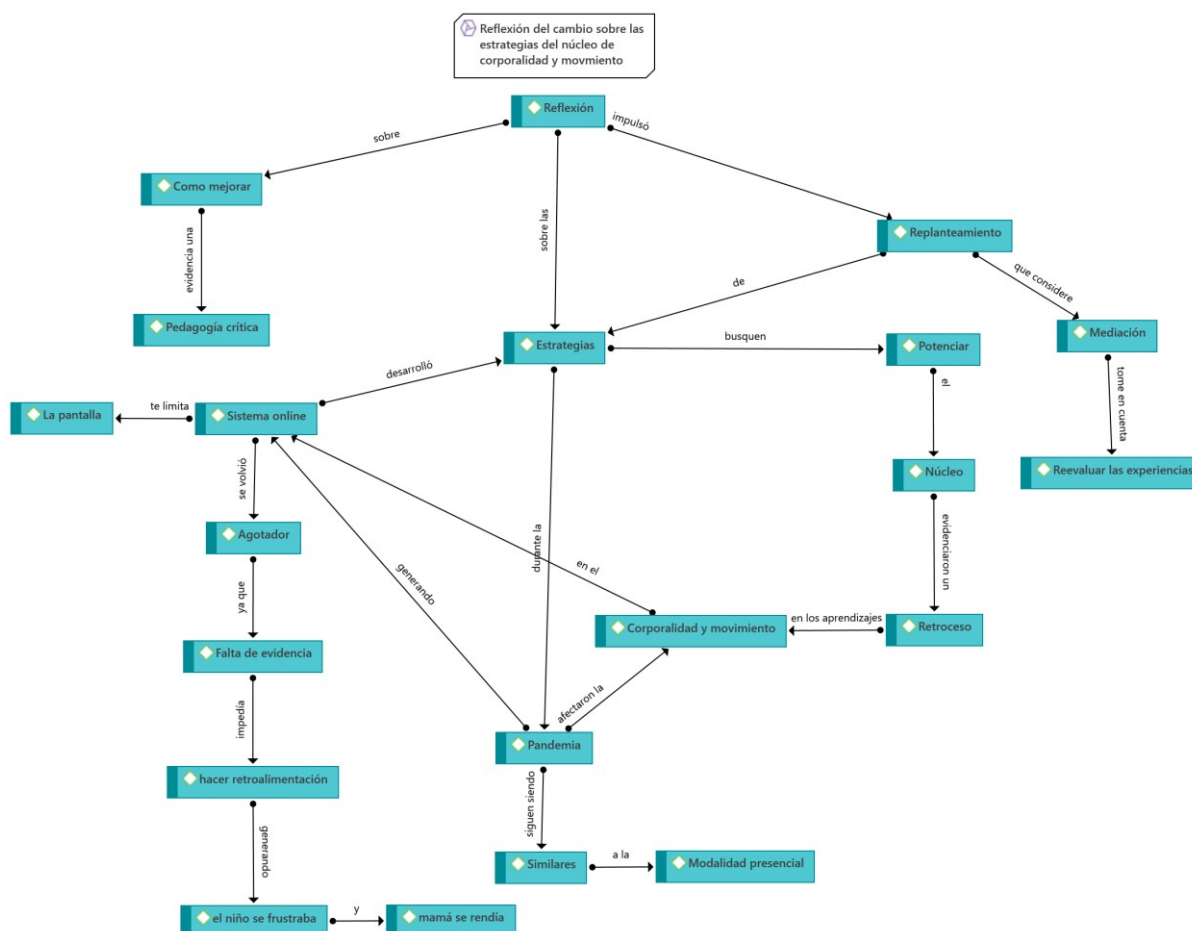 Reflexión del cambio sobre las
estrategias del núcleo de
corporalidad y movmiento
Reflexión
impulsó
sobre
Como mejorar
sobre las
Replanteamiento
evidencia una
de
que considere
Pedagogía crítica
Estrategias
busquen
Potenciar
Mediación
desarrolló
el
tome en cuenta
La pantalla
te limita
Sistema online
se volvió
Núcleo
Reevaluar las experiencias
Agotador
durante la
evidenciaron un
generando
en el
ya que
Corporalidad y movimiento
en los aprendizajes
Retroceso
Falta de evidencia
afectaron la
impedía
Pandemia
hacer retroalimentación
siguen siendo
generando
Similares
a la
Modalidad presencial
el niño se frustraba
y
mamá se rendía